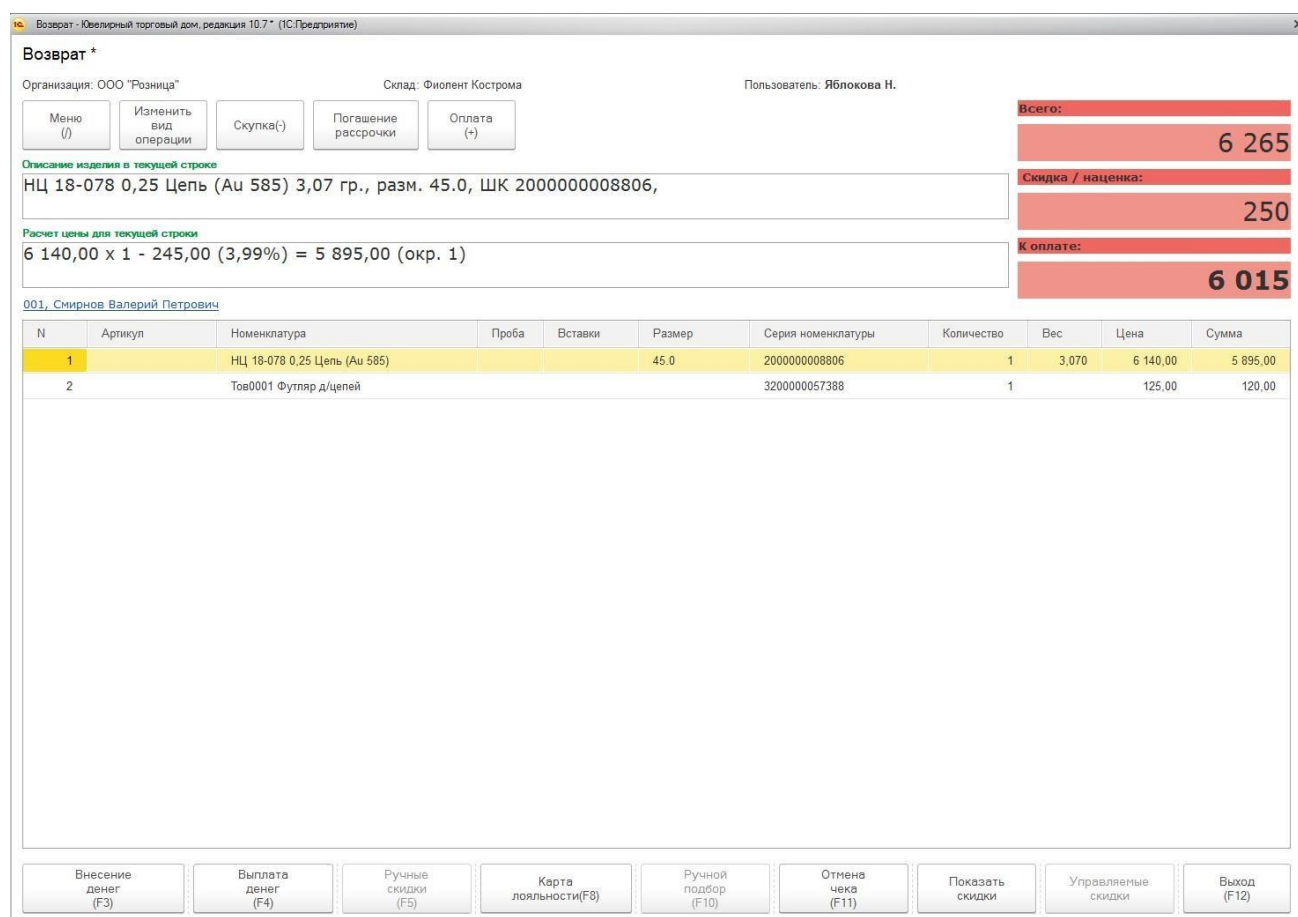 Возврат - Ювелирный торговый дом, редакция 10.7 * (1С:Предприятие)
Возврат *
Организация: ООО "Розница" Склад: Фиолент Кострома Пользователь: Яблокова Н.
Меню (/)
Изменить вид операции
Скупка(-)
Погашение рассрочки
Оплата (+)
Всего:
6 265
Описание изделия в текущей строке
НЦ 18-078 0,25 Цепь (Au 585) 3,07 гр., разм. 45.0, ШК 2000000008806,
Скидка / наценка:
250
Расчет цены для текущей строки
6 140,00 x 1 - 245,00 (3,99%) = 5 895,00 (окр. 1)
К оплате:
6 015
001, Смирнов Валерий Петрович
N Артикул Номенклатура Проба Вставки Размер Серия номенклатуры Количество Вес Цена Сумма
1 НЦ 18-078 0,25 Цепь (Au 585) 45.0 2000000008806 1 3,070 6 140,00 5 895,00
2 Тов0001 Футляр д/цепей 3200000057388 1 125,00 120,00
Внесение денег (F3)
Выплата денег (F4)
Ручные скидки (F5)
Карта лояльности(F8)
Ручной подбор (F10)
Отмена чека (F11)
Показать скидки
Управляемые скидки
Выход (F12)